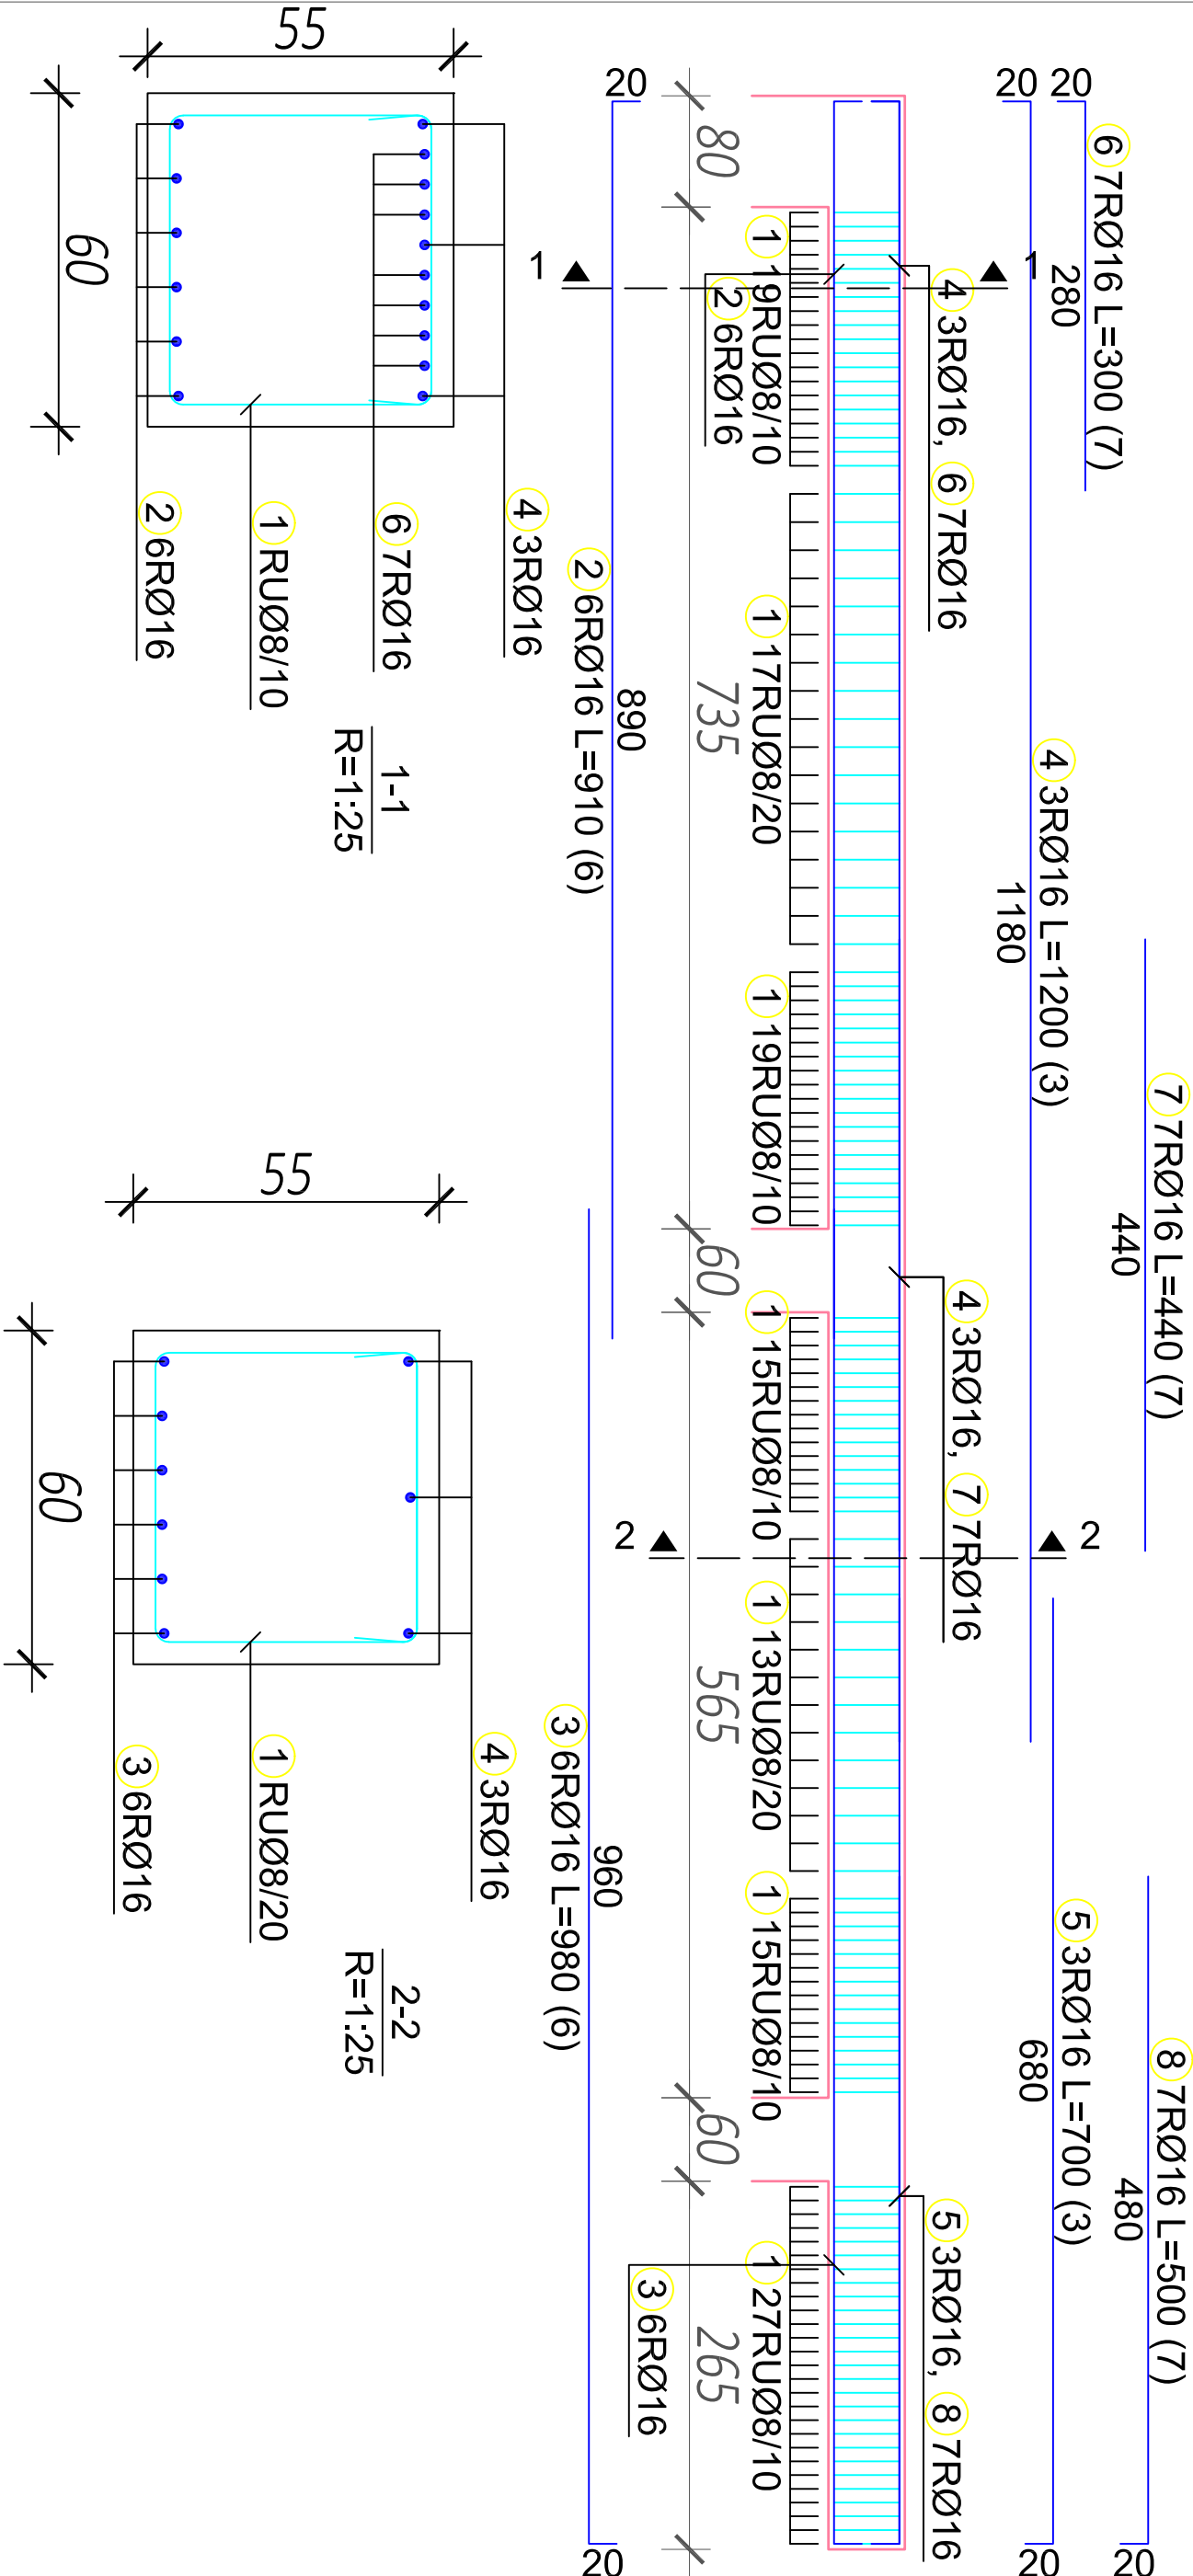 6 7RØ16 L=300 (7)
20
280
7 7RØ16 L=440 (7)
440
8 7RØ16 L=500 (7)
480
20
4 3RØ16 L=1200 (3)
20
1180
5 3RØ16 L=700 (3)
680
20
1
1
4 3RØ16, 6 7RØ16
4 3RØ16, 7 7RØ16
2
2
5 3RØ16, 8 7RØ16
1 19RUØ8/10
1 17RUØ8/20
1 19RUØ8/10
1 15RUØ8/10
1 13RUØ8/20
1 15RUØ8/10
1 27RUØ8/10
2 6RØ16
3 6RØ16
80
735
60
565
60
265
20
890
2 6RØ16 L=910 (6)
960
3 6RØ16 L=980 (6)
20
1-1
R=1:25
55
60
4 3RØ16
6 7RØ16
1 RUØ8/10
2 6RØ16
2-2
R=1:25
55
60
4 3RØ16
1 RUØ8/20
3 6RØ16